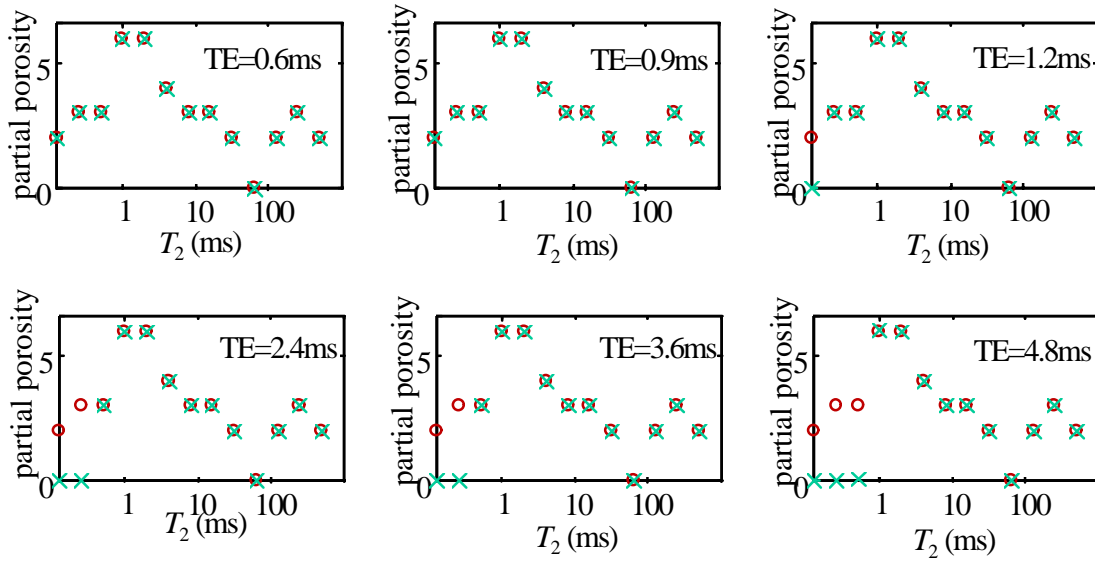 partial porosity
5
0
TE=0.6ms
1 10 100
T2 (ms)
partial porosity
5
0
TE=0.9ms
1 10 100
T2 (ms)
partial porosity
5
0
TE=1.2ms
1 10 100
T2 (ms)
partial porosity
5
0
TE=2.4ms
1 10 100
T2 (ms)
partial porosity
5
0
TE=3.6ms
1 10 100
T2 (ms)
partial porosity
5
0
TE=4.8ms
1 10 100
T2 (ms)